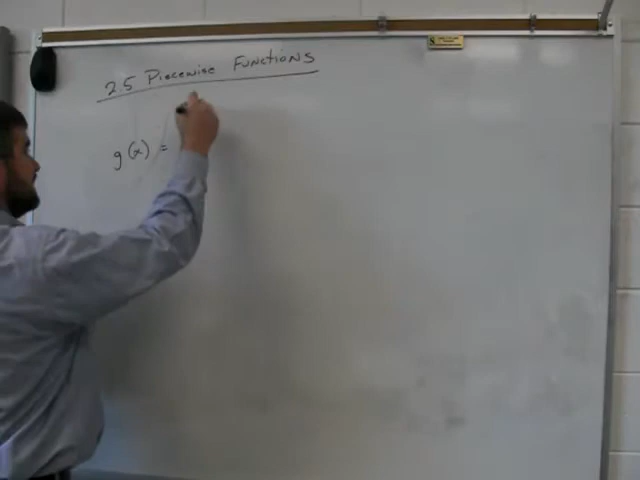 2.5 Piecewise Functions
g(x) =